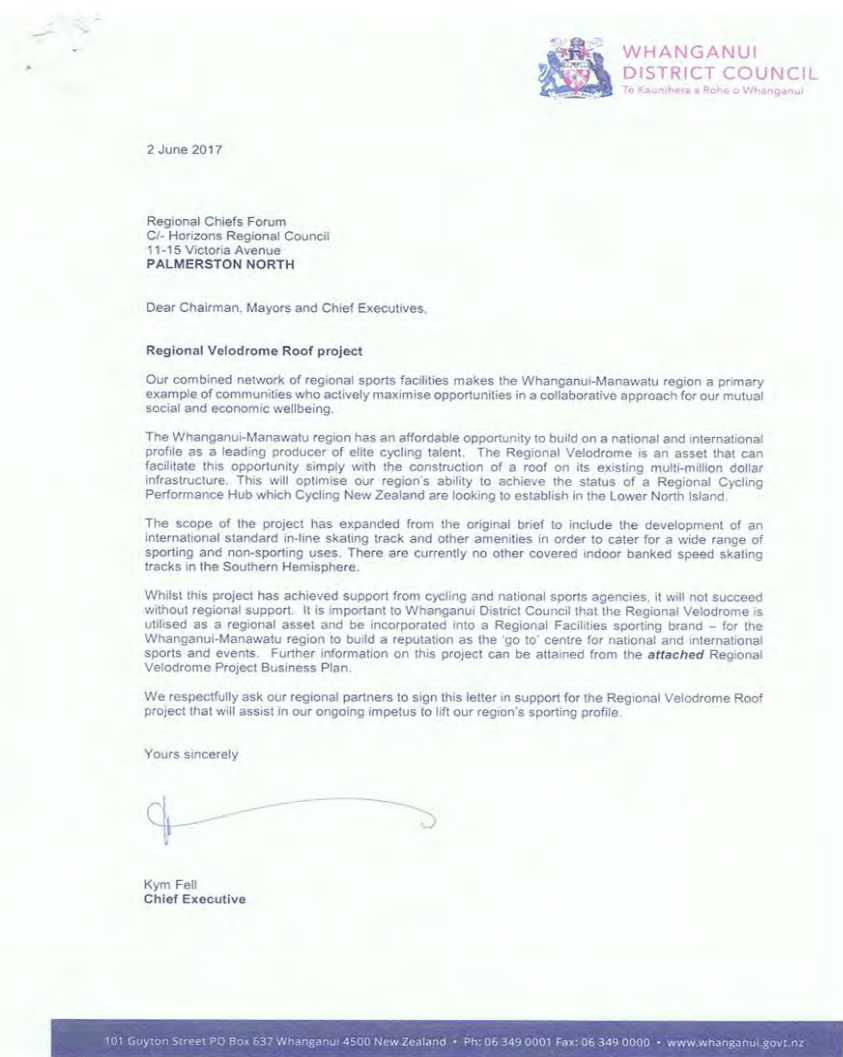 WHANGANUI
DISTRICT COUNCIL
Te Kaunihera a Rohe o Whanganui
2 June 2017
Regional Chiefs Forum
C/- Horizons Regional Council
11-15 Victoria Avenue
PALMERSTON NORTH
Dear Chairman, Mayors and Chief Executives,
Regional Velodrome Roof project
Our combined network of regional sports facilities makes the Whanganui-Manawatu region a primary
example of communities who actively maximise opportunities in a collaborative approach for our mutual
social and economic wellbeing.
The Whanganui-Manawatu region has an affordable opportunity to build on a national and international
profile as a leading producer of elite cycling talent. The Regional Velodrome is an asset that can
facilitate this opportunity simply with the construction of a roof on its existing multi-million dollar
infrastructure. This will optimise our region's ability to achieve the status of a Regional Cycling
Performance Hub which Cycling New Zealand are looking to establish in the Lower North Island.
The scope of the project has expanded from the original brief to include the development of an
international standard in-line skating track and other amenities in order to cater for a wide range of
sporting and non-sporting uses. There are currently no other covered indoor banked speed skating
tracks in the Southern Hemisphere.
Whilst this project has achieved support from cycling and national sports agencies, it will not succeed
without regional support. It is important to Whanganui District Council that the Regional Velodrome is
utilised as a regional asset and be incorporated into a Regional Facilities sporting brand – for the
Whanganui-Manawatu region to build a reputation as the 'go to' centre for national and international
sports and events. Further information on this project can be attained from the attached Regional
Velodrome Project Business Plan.
We respectfully ask our regional partners to sign this letter in support for the Regional Velodrome Roof
project that will assist in our ongoing impetus to lift our region's sporting profile.
Yours sincerely
Kym Fell
Chief Executive
101 Guyton Street PO Box 637 Whanganui 4500 New Zealand • Ph: 06 349 0001 Fax: 06 349 0000 • www.whanganui.govt.nz